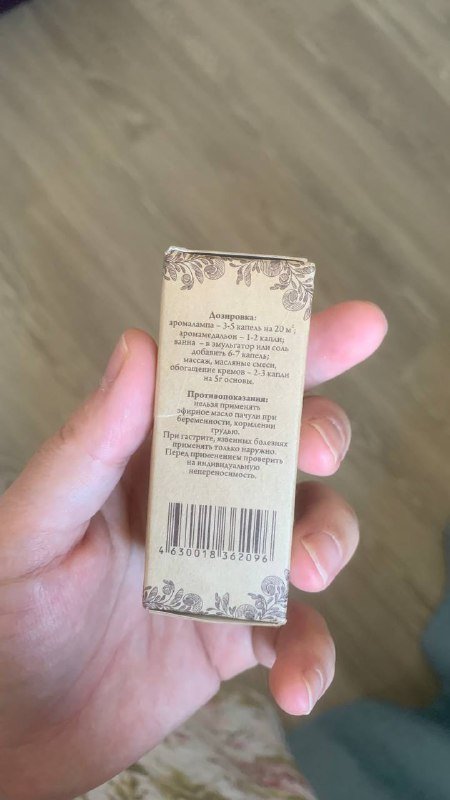 Дозировка:
аромалампа – 3-5 капель на 20 м²;
аромамедальон – 1-2 капли;
ванна – в эмульгатор или соль
добавить 6-7 капель;
массаж, масляные смеси,
обогащение кремов – 2-3 капли
на 5г основы.
Противопоказания:
нельзя применять
эфирное масло пачули при
беременности, кормлении
грудью.
При гастрите, язвенных болезнях
применять только наружно.
Перед применением проверить
на индивидуальную
непереносимость.
4 630018 362096